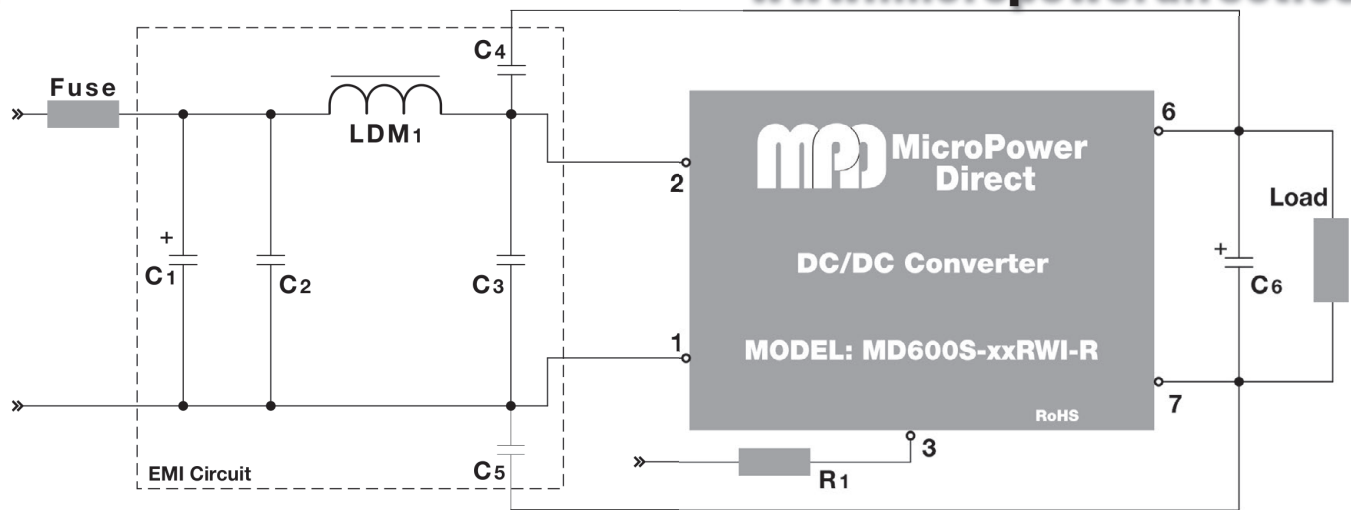 C4
Fuse
LDM1
6
MPD MicroPower
Direct
2
Load
+
C1
C2
C3
DC/DC Converter
+
C6
1
MODEL: MD600S-xxRWI-R
7
RoHS
3
EMI Circuit
C5
R1